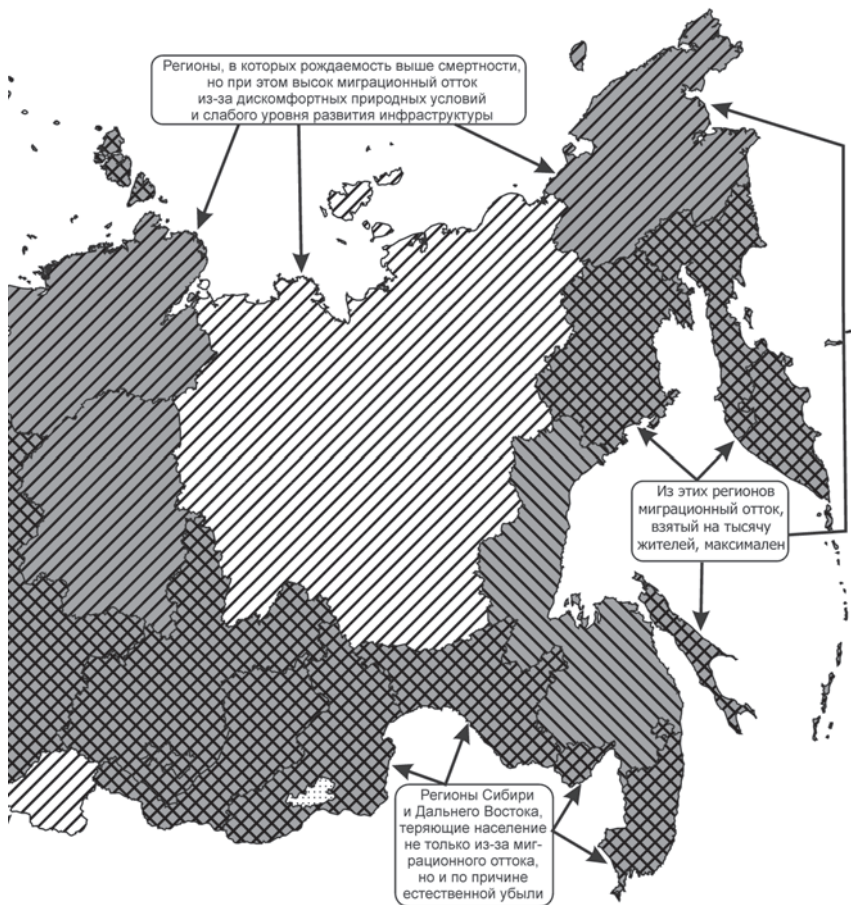 Регионы, в которых рождаемость выше смертности,
но при этом высок миграционный отток
из-за дискомфортных природных условий
и слабого уровня развития инфраструктуры
Из этих регионов
миграционный отток,
взятый на тысячу
жителей, максимален
Регионы Сибири
и Дальнего Востока,
теряющие население
не только из-за миг-
рационного оттока,
но и по причине
естественной убыли